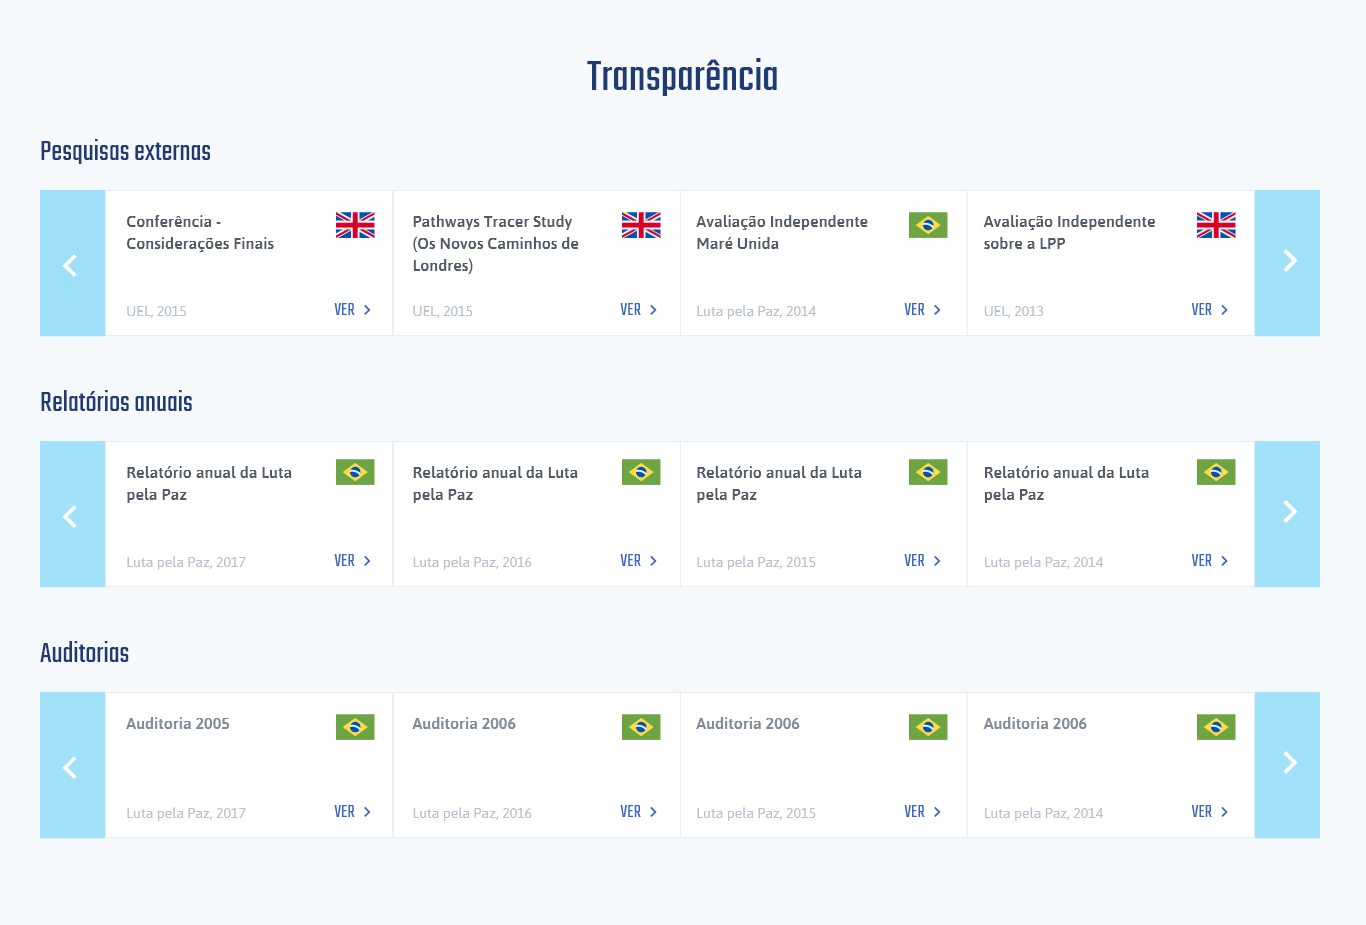 Transparência
Pesquisas externas
Conferência -
Considerações Finais
UEL, 2015
VER
Pathways Tracer Study
(Os Novos Caminhos de
Londres)
UEL, 2015
VER
Avaliação Independente
Maré Unida
Luta pela Paz, 2014
VER
Avaliação Independente
sobre a LPP
UEL, 2013
VER
Relatórios anuais
Relatório anual da Luta
pela Paz
Luta pela Paz, 2017
VER
Relatório anual da Luta
pela Paz
Luta pela Paz, 2016
VER
Relatório anual da Luta
pela Paz
Luta pela Paz, 2015
VER
Relatório anual da Luta
pela Paz
Luta pela Paz, 2014
VER
Auditorias
Auditoria 2005
Luta pela Paz, 2017
VER
Auditoria 2006
Luta pela Paz, 2016
VER
Auditoria 2006
Luta pela Paz, 2015
VER
Auditoria 2006
Luta pela Paz, 2014
VER